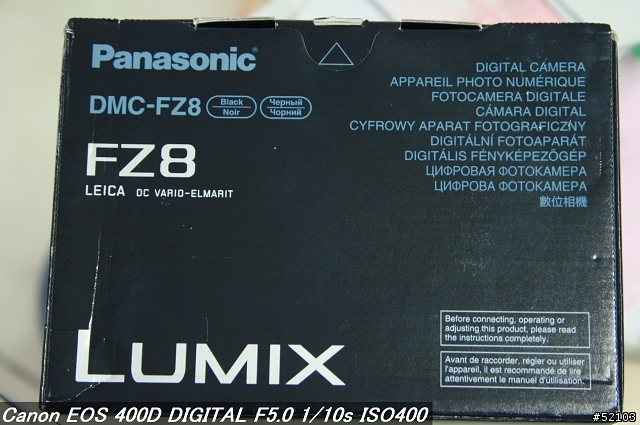 Panasonic
DMC-FZ8
Black
Noir
Черный
Чорний
FZ8
LEICA DC VARIO-ELMARIT
DIGITAL CAMERA
APPAREIL PHOTO NUMÉRIQUE
FOTOCAMERA DIGITALE
CÁMARA DIGITAL
CYFROWY APARAT FOTOGRAFICZNY
DIGITÁLNÍ FOTOAPARÁT
DIGITÁLIS FÉNYKÉPEZŐGÉP
ЦИФРОВАЯ ФОТОКАМЕРА
ЦИФРОВА ФОТОКАМЕРА
數位相機
Before connecting, operating or
adjusting this product, please read
the instructions completely.
Avant de raccorder, régler ou utiliser
l'appareil, il est recommandé de lire
attentivement le manuel d'utilisation.
LUMIX
Canon EOS 400D DIGITAL F5.0 1/10s ISO400
#52103